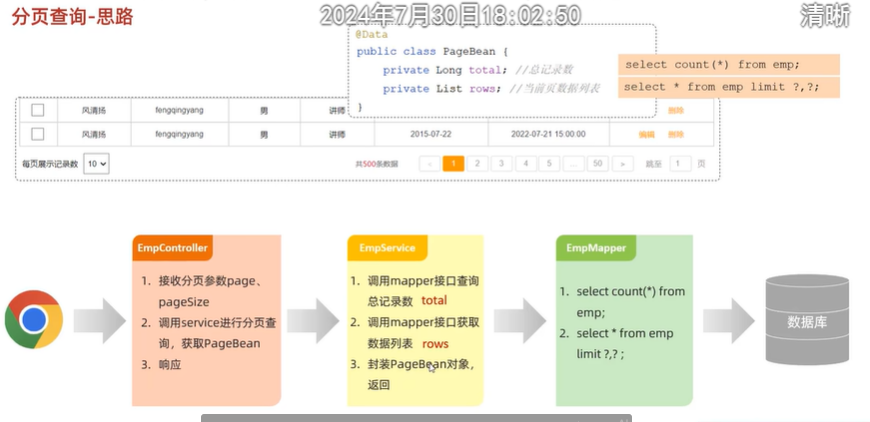 分页查询-思路
2024年7月30日18:02:50
清晰
@Data
public class PageBean {
private Long total; //总记录数
private List rows; //当前页数据列表
}
select count(*) from emp;
select * from emp limit ?,?;
风清扬 fengqingyang 男 讲师 删除
风清扬 fengqingyang 男 讲师 2015-07-22 2022-07-21 15:00:00 编辑 删除
每页展示记录数 10 共500条数据 < 1 2 3 4 5 ... 50 > 跳至 1 页
EmpController
1. 接收分页参数page、
pageSize
2. 调用service进行分页查
询，获取PageBean
3. 响应
EmpService
1. 调用mapper接口查询
总记录数 total
2. 调用mapper接口获取
数据列表 rows
3. 封装PageBean对象，
返回
EmpMapper
1. select count(*) from
emp;
2. select * from emp
limit ?,? ;
数据库